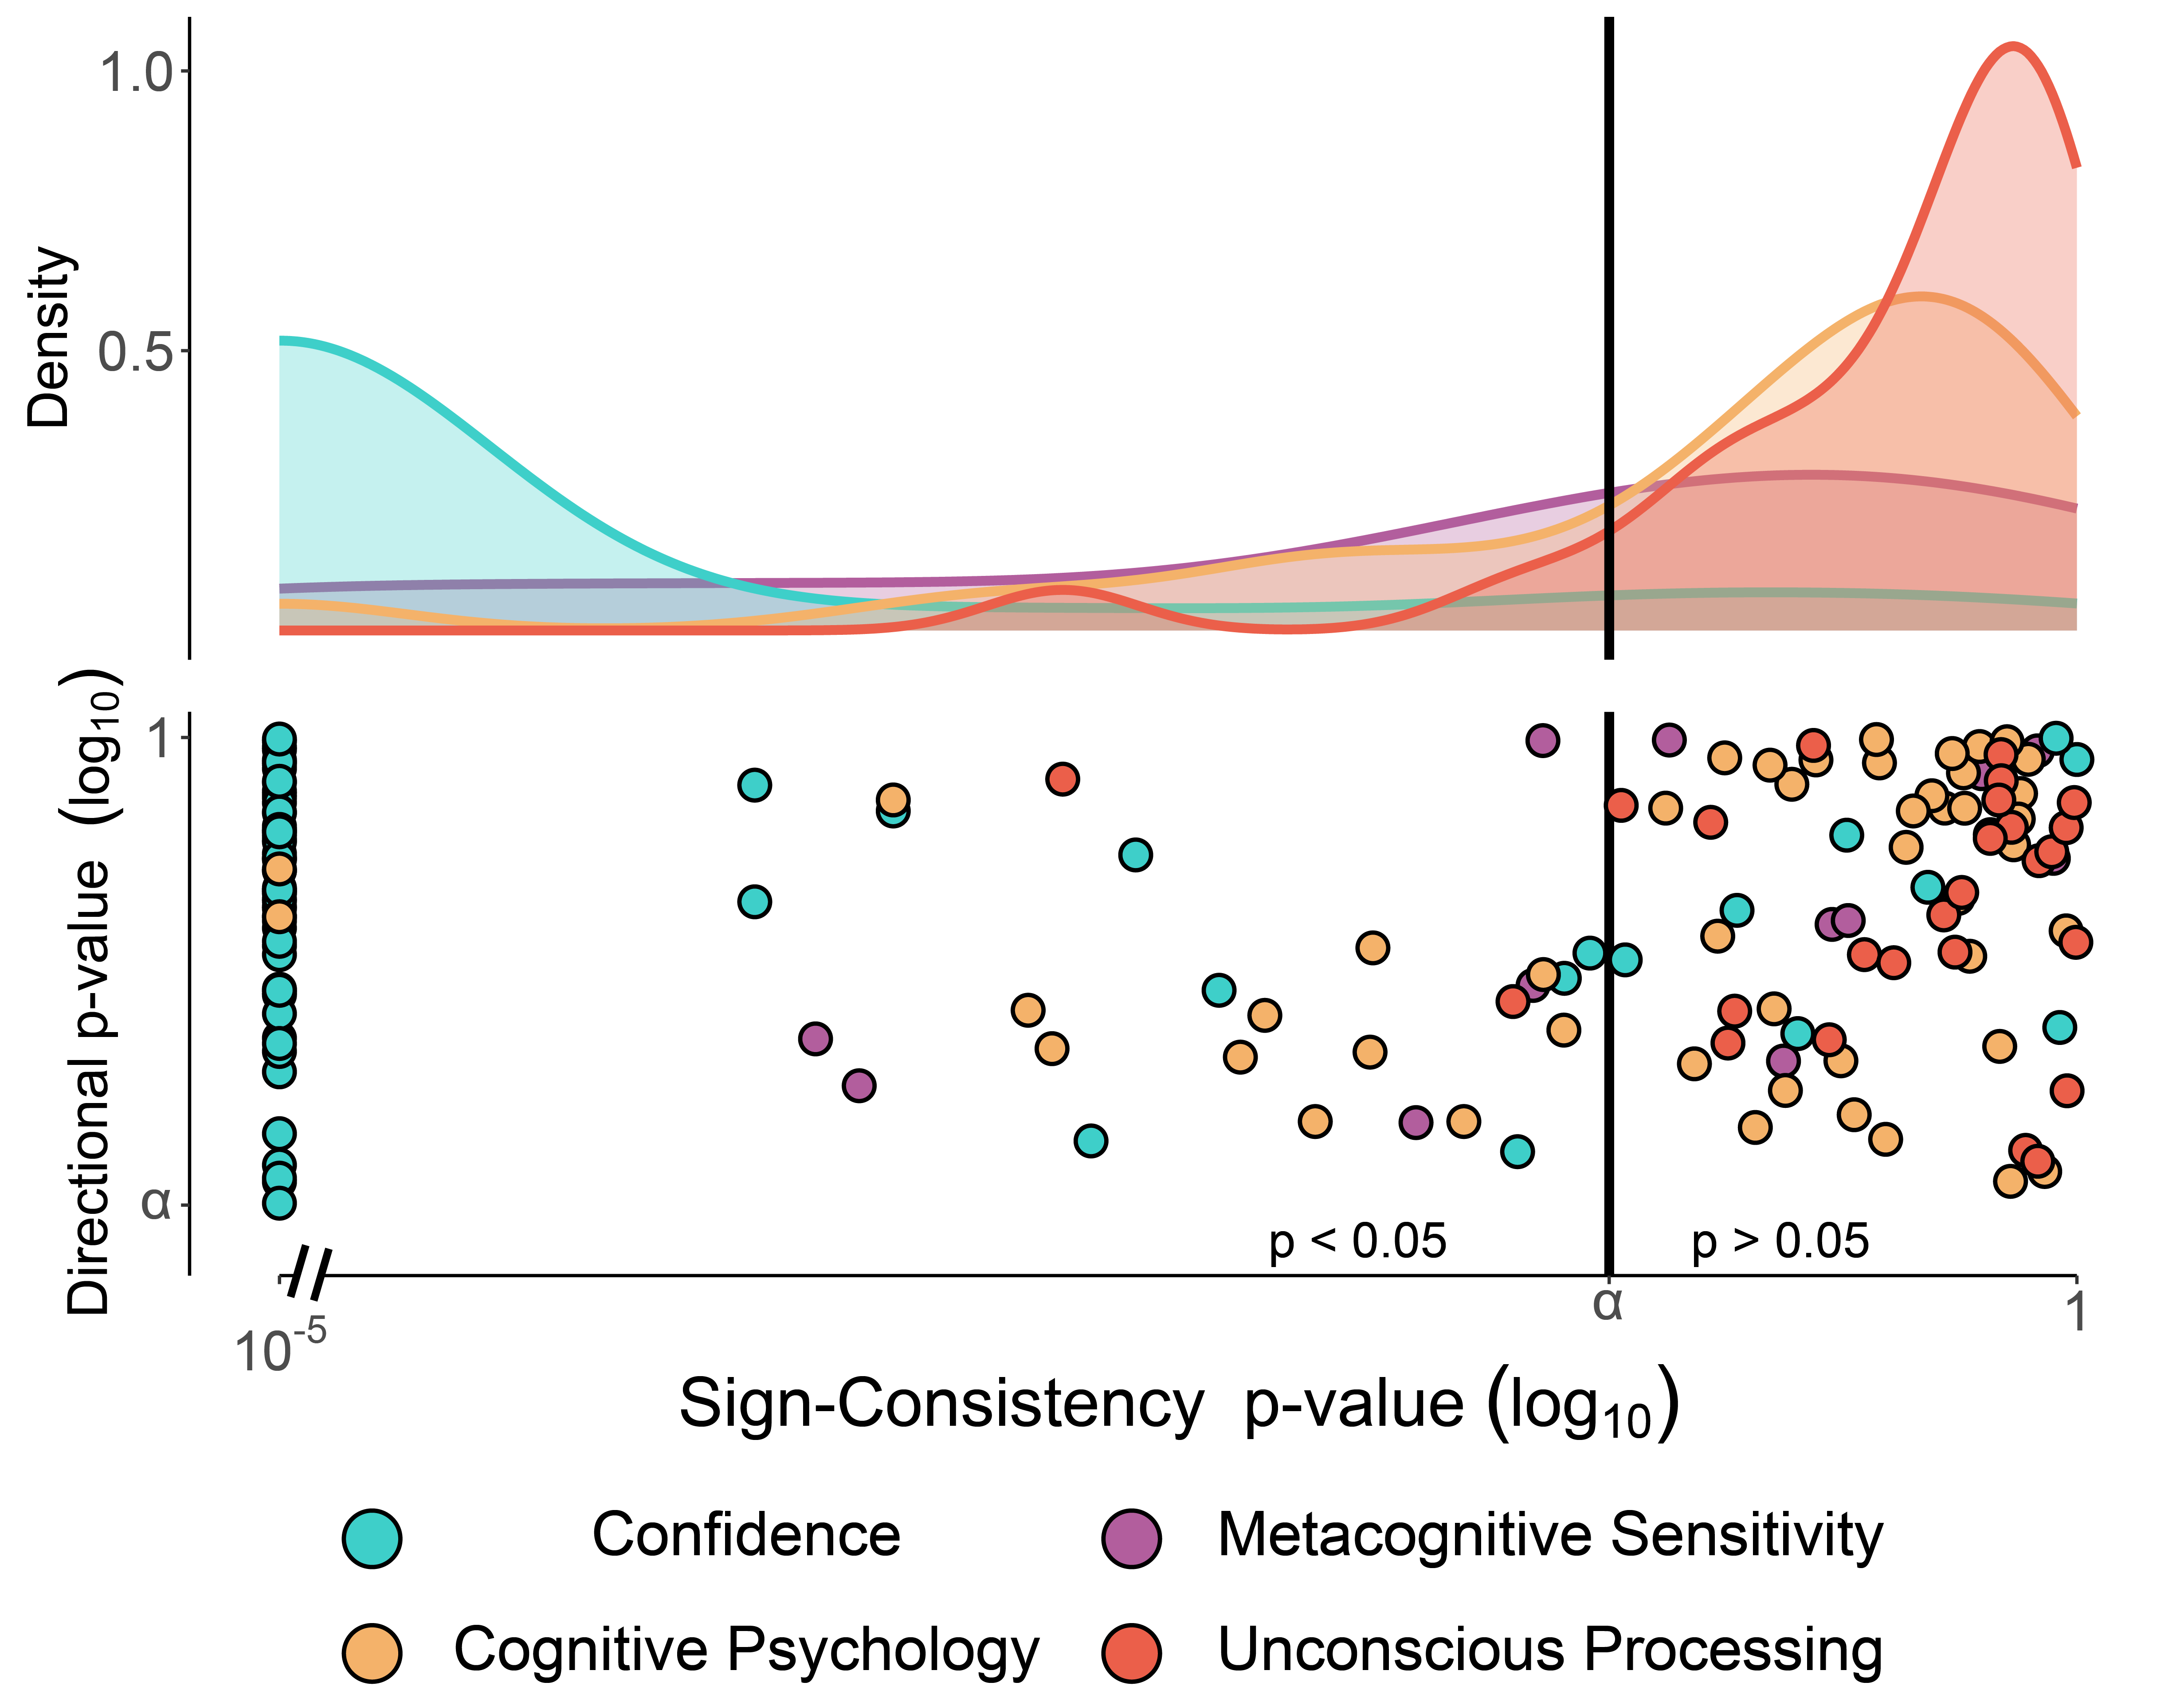 1.0
0.5
Density
1
α
Directional p-value (log10)
p < 0.05
p > 0.05
10-5
α
1
Sign-Consistency p-value (log10)
Confidence
Metacognitive Sensitivity
Cognitive Psychology
Unconscious Processing